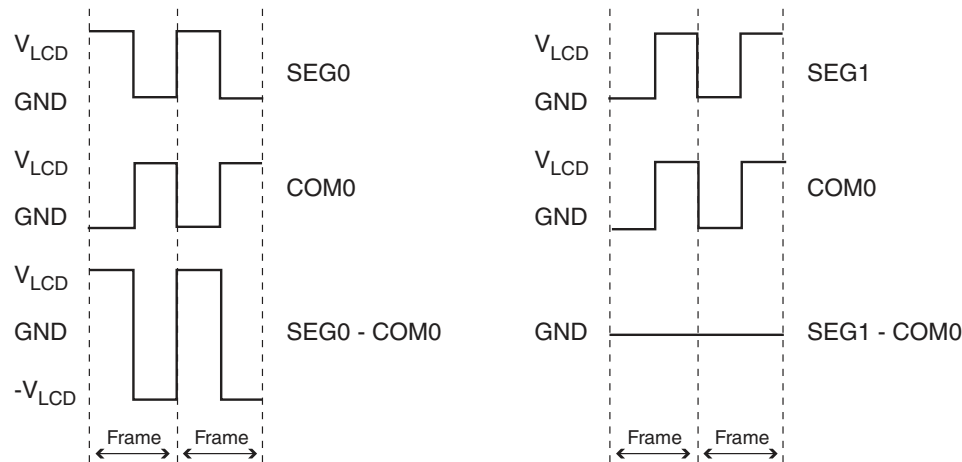 V_LCD
GND
SEG0
V_LCD
GND
COM0
V_LCD
GND
-V_LCD
SEG0 - COM0
Frame Frame
V_LCD
GND
SEG1
V_LCD
GND
COM0
GND
SEG1 - COM0
Frame Frame